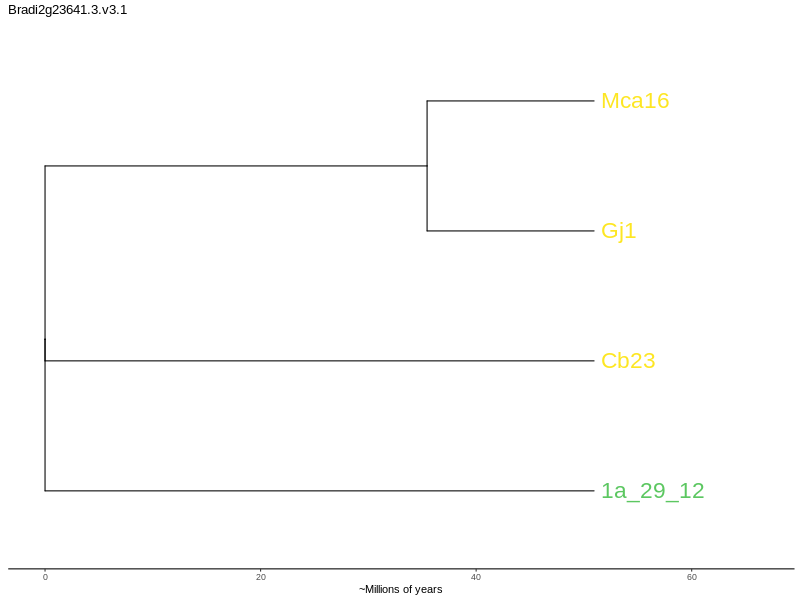 Bradi2g23641.3.v3.1
Mca16
Gj1
Cb23
1a_29_12
0 20 40 60
~Millions of years